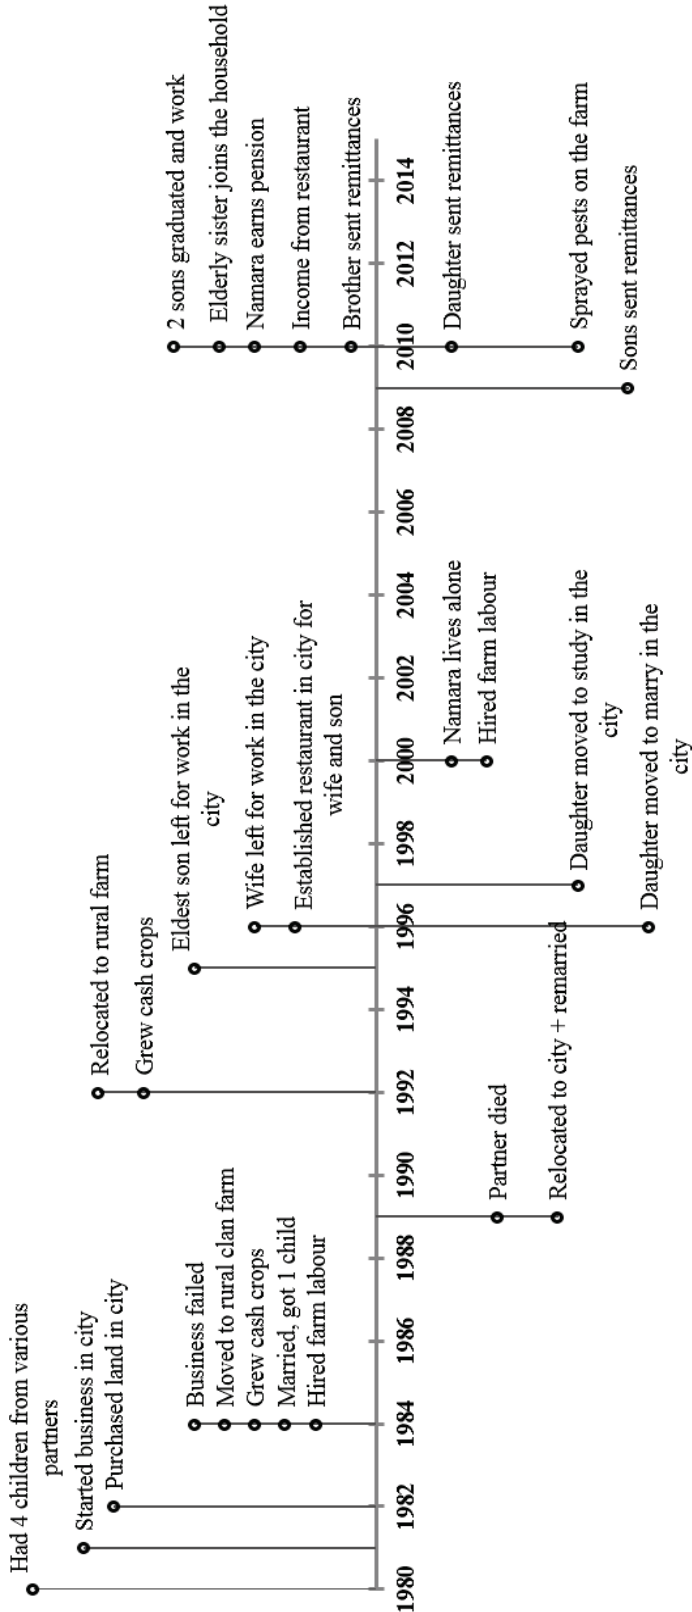 Had 4 children from various
partners
Started business in city
Purchased land in city
Business failed
Moved to rural clan farm
Grew cash crops
Married, got 1 child
Hired farm labour
Relocated to rural farm
Grew cash crops
Eldest son left for work in the
city
Wife left for work in the city
Established restaurant in city for
wife and son
2 sons graduated and work
Elderly sister joins the household
Namara earns pension
Income from restaurant
Brother sent remittances
1980
1982
1984
1986
1988
1990
1992
1994
1996
1998
2000
2002
2004
2006
2008
2010
2012
2014
Partner died
Relocated to city + remarried
Namara lives alone
Hired farm labour
Daughter moved to study in the
city
Daughter moved to marry in the
city
Daughter sent remittances
Sprayed pests on the farm
Sons sent remittances